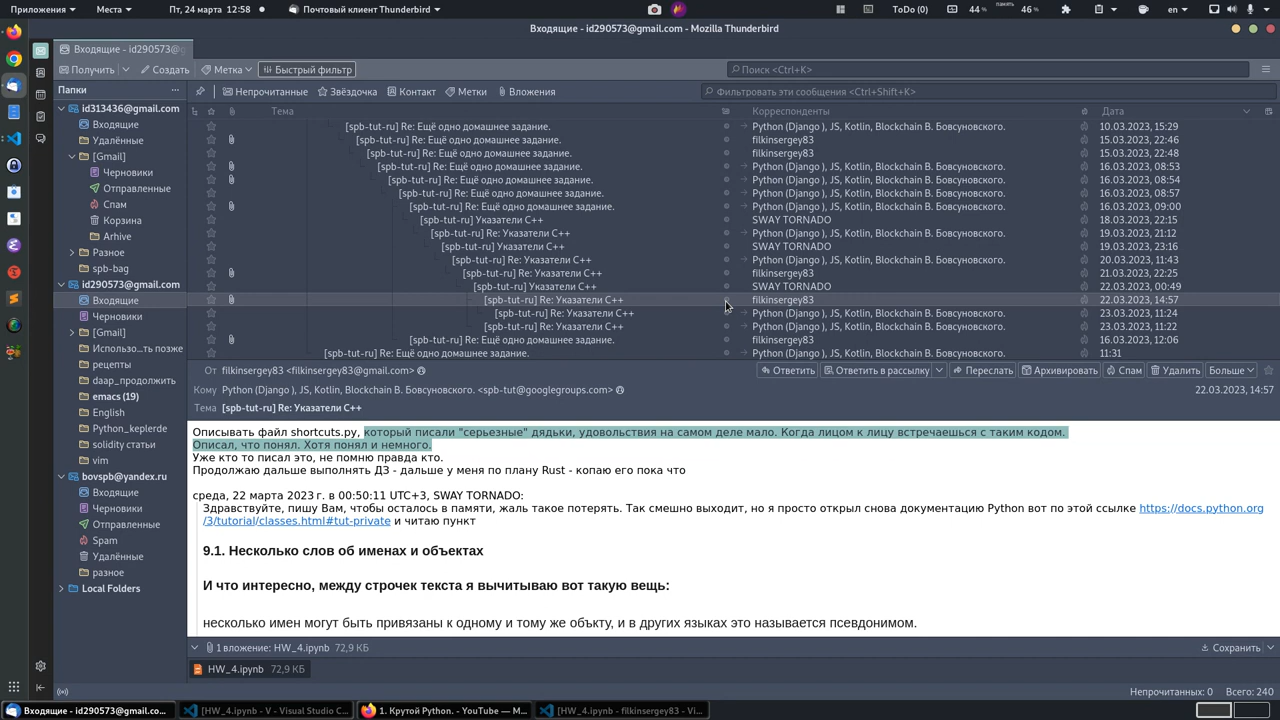 Приложения Места Пт, 24 марта 12:58 Почтовый клиент Thunderbird ToDo (0) 44 % память 46 % en
Входящие - id290573@gmail.com - Mozilla Thunderbird
Входящие - id290573@g
Получить Создать Метка Быстрый фильтр Поиск <Ctrl+K>
Папки ... Непрочитанные Звёздочка Контакт Метки Вложения Фильтровать эти сообщения <Ctrl+Shift+K>
Тема Корреспонденты Дата
id313436@gmail.com
Входящие
Удалённые
[Gmail]
Черновики
Отправленные
Спам
Корзина
Arhive
Разное
spb-bag
id290573@gmail.com
Входящие
Черновики
[Gmail]
Использо...ть позже
рецепты
daap_продолжить
emacs (19)
English
Python_keplerde
solidity статьи
vim
bovspb@yandex.ru
Входящие
Черновики
Отправленные
Spam
Удалённые
разное
Local Folders
[spb-tut-ru] Re: Ещё одно домашнее задание. Python (Django ), JS, Kotlin, Blockchain В. Бовсуновского. 10.03.2023, 15:29
[spb-tut-ru] Re: Ещё одно домашнее задание. filkinsergey83 15.03.2023, 22:46
[spb-tut-ru] Re: Ещё одно домашнее задание. filkinsergey83 15.03.2023, 22:48
[spb-tut-ru] Re: Ещё одно домашнее задание. Python (Django ), JS, Kotlin, Blockchain В. Бовсуновского. 16.03.2023, 08:53
[spb-tut-ru] Re: Ещё одно домашнее задание. Python (Django ), JS, Kotlin, Blockchain В. Бовсуновского. 16.03.2023, 08:54
[spb-tut-ru] Re: Ещё одно домашнее задание. Python (Django ), JS, Kotlin, Blockchain В. Бовсуновского. 16.03.2023, 08:57
[spb-tut-ru] Re: Ещё одно домашнее задание. Python (Django ), JS, Kotlin, Blockchain В. Бовсуновского. 16.03.2023, 09:00
[spb-tut-ru] Указатели C++ SWAY TORNADO 18.03.2023, 22:15
[spb-tut-ru] Re: Указатели C++ Python (Django ), JS, Kotlin, Blockchain В. Бовсуновского. 19.03.2023, 21:12
[spb-tut-ru] Указатели C++ SWAY TORNADO 19.03.2023, 23:16
[spb-tut-ru] Re: Указатели C++ Python (Django ), JS, Kotlin, Blockchain В. Бовсуновского. 20.03.2023, 11:43
[spb-tut-ru] Re: Указатели C++ filkinsergey83 21.03.2023, 22:25
[spb-tut-ru] Указатели C++ SWAY TORNADO 22.03.2023, 00:49
[spb-tut-ru] Re: Указатели C++ filkinsergey83 22.03.2023, 14:57
[spb-tut-ru] Re: Указатели C++ Python (Django ), JS, Kotlin, Blockchain В. Бовсуновского. 23.03.2023, 11:24
[spb-tut-ru] Re: Указатели C++ Python (Django ), JS, Kotlin, Blockchain В. Бовсуновского. 23.03.2023, 11:22
[spb-tut-ru] Re: Ещё одно домашнее задание. filkinsergey83 16.03.2023, 12:06
[spb-tut-ru] Re: Ещё одно домашнее задание. Python (Django ), JS, Kotlin, Blockchain В. Бовсуновского. 11:31
От filkinsergey83 <filkinsergey83@gmail.com> Ответить Ответить в рассылку Переслать Архивировать Спам Удалить Больше
Кому Python (Django ), JS, Kotlin, Blockchain В. Бовсуновского. <spb-tut@googlegroups.com> 22.03.2023, 14:57
Тема [spb-tut-ru] Re: Указатели C++
Описывать файл shortcuts.py, который писали "серьезные" дядьки, удовольствия на самом деле мало. Когда лицом к лицу встречаешься с таким кодом.
Описал, что понял. Хотя понял и немного.
Уже кто то писал это, не помню правда кто.
Продолжаю дальше выполнять ДЗ - дальше у меня по плану Rust - копаю его пока что
среда, 22 марта 2023 г. в 00:50:11 UTC+3, SWAY TORNADO:
Здравствуйте, пишу Вам, чтобы осталось в памяти, жаль такое потерять. Так смешно выходит, но я просто открыл снова документацию Python вот по этой ссылке https://docs.python.org
/3/tutorial/classes.html#tut-private и читаю пункт
9.1. Несколько слов об именах и объектах
И что интересно, между строчек текста я вычитываю вот такую вещь:
несколько имен могут быть привязаны к одному и тому же объкту, и в других языках это называется псевдонимом.
1 вложение: HW_4.ipynb 72,9 КБ Сохранить
HW_4.ipynb 72,9 КБ
Непрочитанных: 0 Всего: 240
Входящие - id290573@gmail.com... [HW_4.ipynb - V - Visual Studio C... 1. Крутой Python. - YouTube — M... [HW_4.ipynb - filkinsergey83 - Vi...